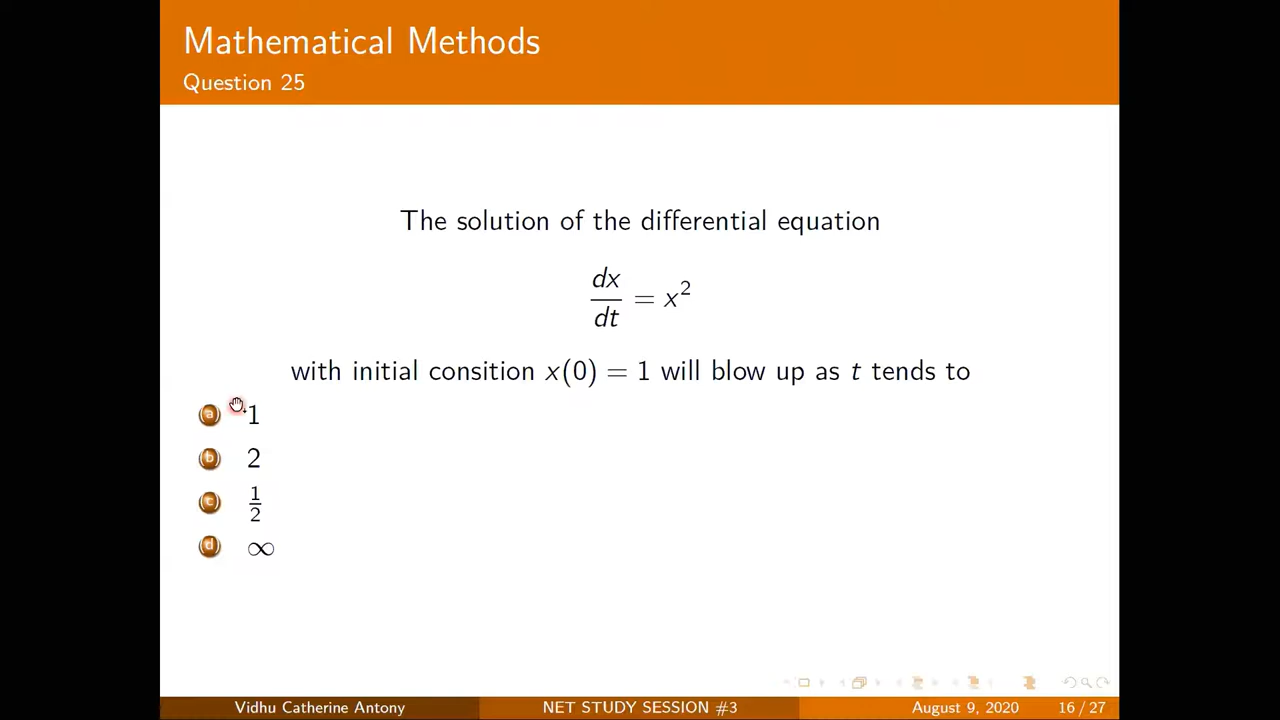 Mathematical Methods
Question 25
The solution of the differential equation
dx/dt = x²
with initial consition x(0) = 1 will blow up as t tends to
a 1
b 2
c 1/2
d ∞
Vidhu Catherine Antony NET STUDY SESSION #3 August 9, 2020 16 / 27